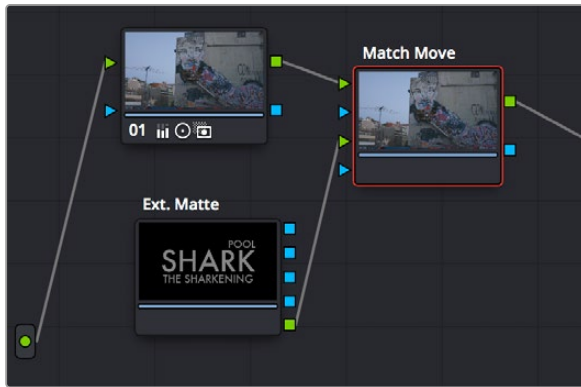 Match Move
01
Ext. Matte
POOL
SHARK
THE SHARKENING